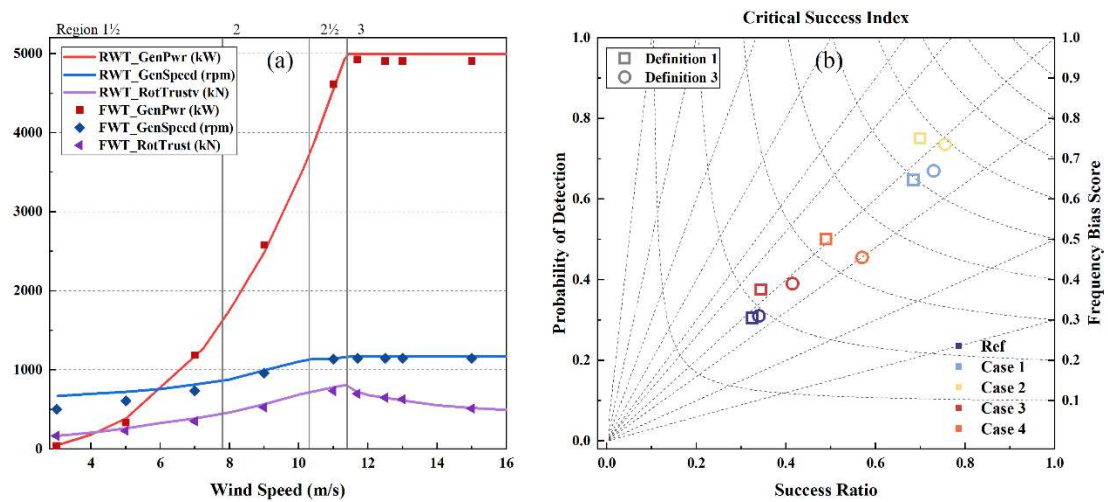 Region 1½
2
2½
3
(a)
RWT_GenPwr (kW)
RWT_GenSpeed (rpm)
RWT_RotTrustv (kN)
FWT_GenPwr (kW)
FWT_GenSpeed (rpm)
FWT_RotTrust (kN)
5000
4000
3000
2000
1000
0
4
6
8
10
12
14
16
Wind Speed (m/s)
Critical Success Index
(b)
Definition 1
Definition 3
Probability of Detection
1.0
0.8
0.6
0.4
0.2
0.0
0.0
0.2
0.4
0.6
0.8
1.0
Success Ratio
1.0
0.9
0.8
0.7
0.6
0.5
0.4
0.3
0.2
0.1
Frequency Bias Score
Ref
Case 1
Case 2
Case 3
Case 4